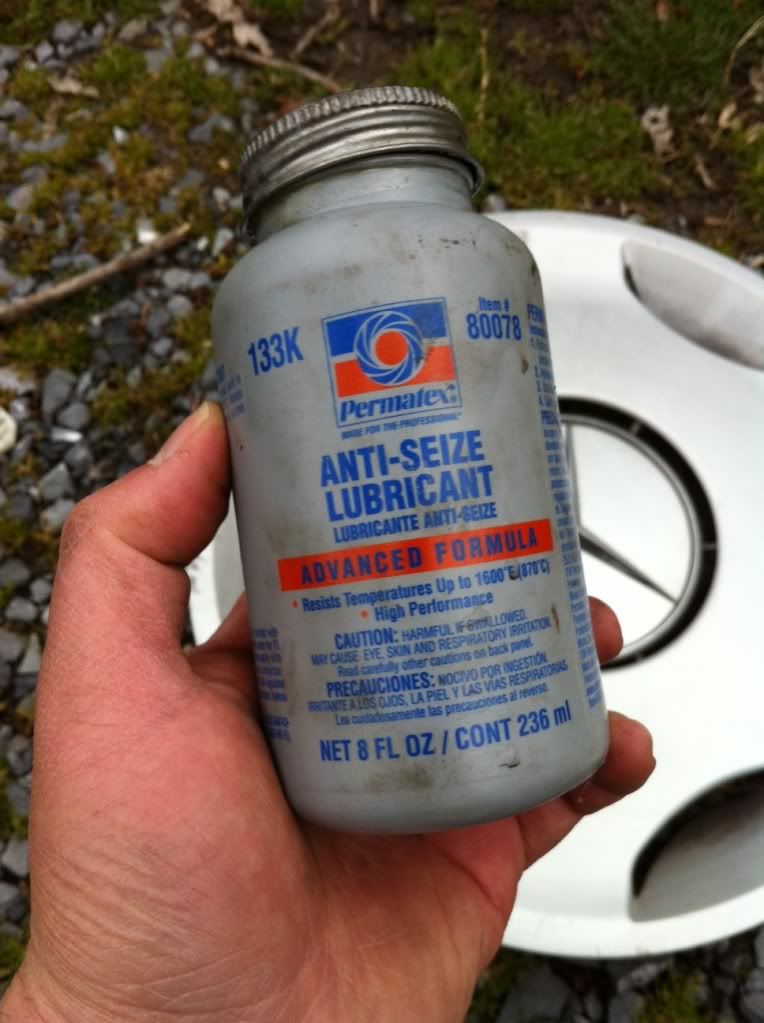 133K
Item #
80078
Permatex
MADE FOR THE PROFESSIONAL
ANTI-SEIZE
LUBRICANT
LUBRICANTE ANTI-SEIZE
ADVANCED FORMULA
• Resists Temperatures Up to 1600°F (870°C)
• High Performance
CAUTION: HARMFUL IF SWALLOWED.
MAY CAUSE EYE, SKIN AND RESPIRATORY IRRITATION.
Read carefully other cautions on back panel.
PRECAUCIONES: NOCIVO POR INGESTIÓN.
IRRITANTE A LOS OJOS, LA PIEL Y LAS VÍAS RESPIRATORIAS.
Lea cuidadosamente las precauciones al reverso.
NET 8 FL OZ / CONT 236 ml